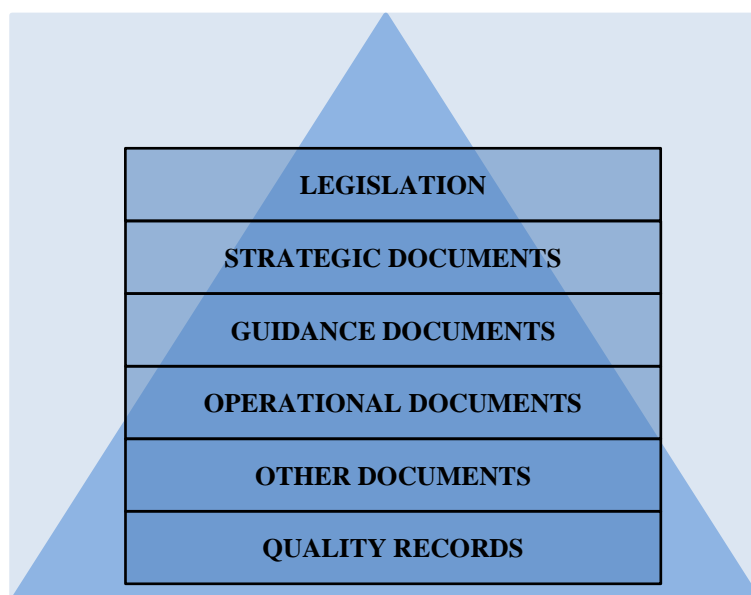 LEGISLATION
STRATEGIC DOCUMENTS
GUIDANCE DOCUMENTS
OPERATIONAL DOCUMENTS
OTHER DOCUMENTS
QUALITY RECORDS